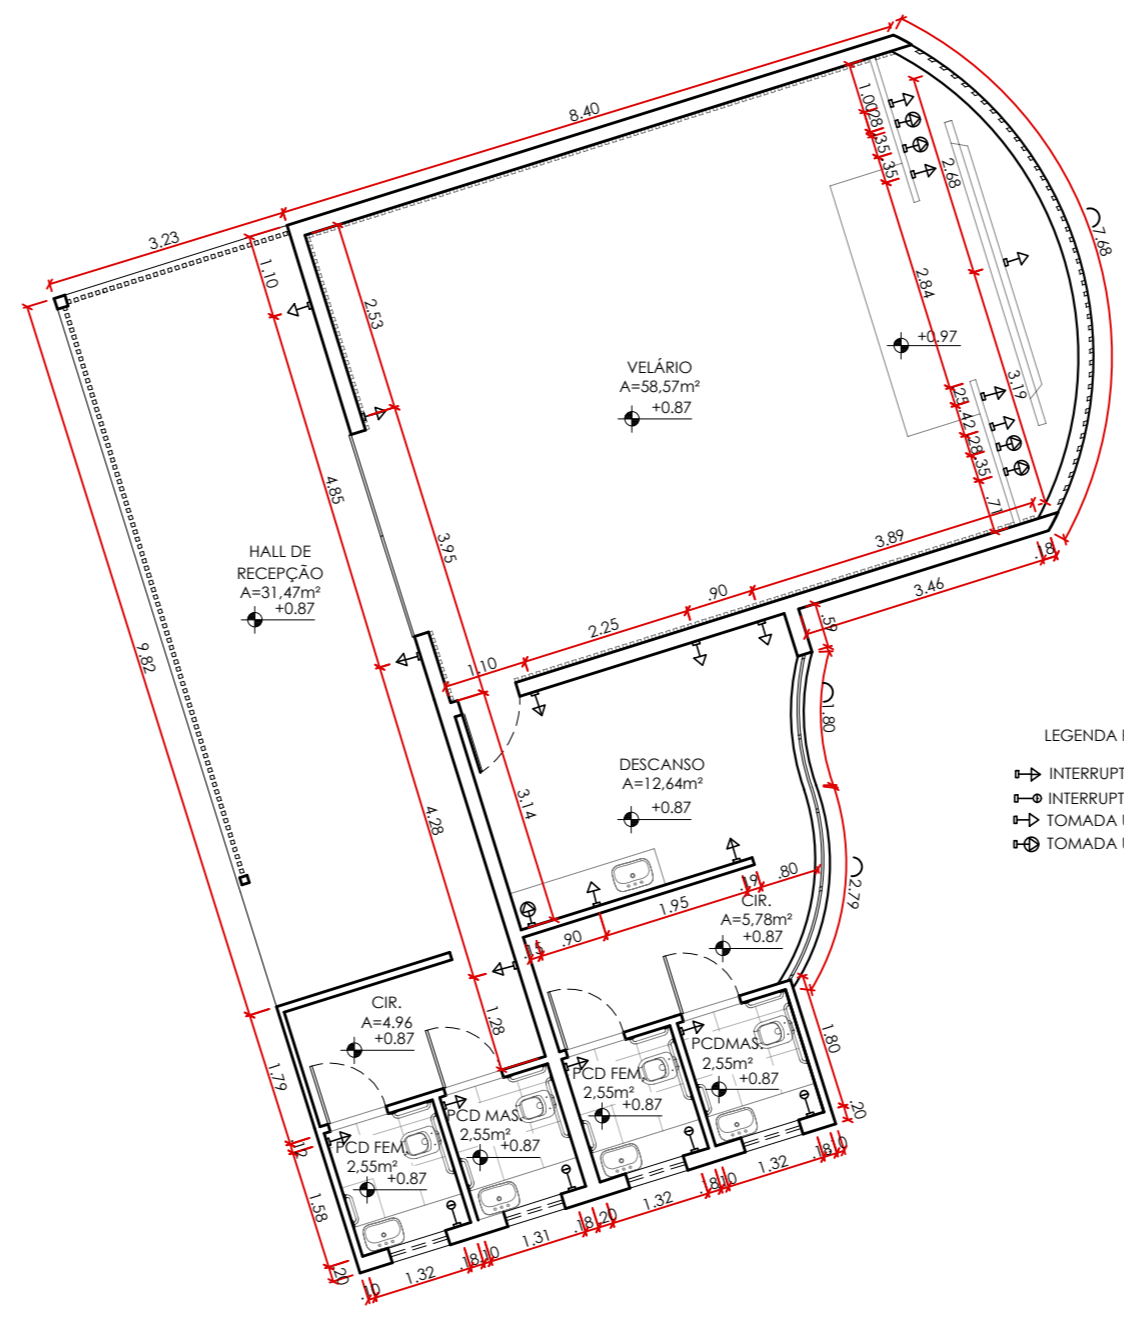 8.40
3.23
1.10
2.53
1.00
.28
.35
.35
2.68
7.68
2.84
+0.97
VELÁRIO
A=58,57m²
+0.87
3.19
.25
.42
.28
.35
.71
4.85
3.95
3.89
.18
3.46
.90
2.25
1.10
.59
HALL DE
RECEPÇÃO
A=31,47m²
+0.87
9.82
1.80
LEGENDA
INTERRUPT
INTERRUPT
TOMADA
TOMADA
DESCANSO
A=12,64m²
+0.87
3.14
4.28
.80
.19
1.95
.90
.15
2.79
CIR.
A=5,78m²
+0.87
CIR.
A=4.96
+0.87
1.28
1.80
.20
1.79
.12
1.58
.20
PCDMAS.
2,55m²
+0.87
PCD FEM.
2,55m²
+0.87
PCD MAS.
2,55m²
+0.87
PCD FEM.
2,55m²
+0.87
.10
1.32
.18
.10
1.31
.18
.20
1.32
.18
.10
1.32
.18
.10